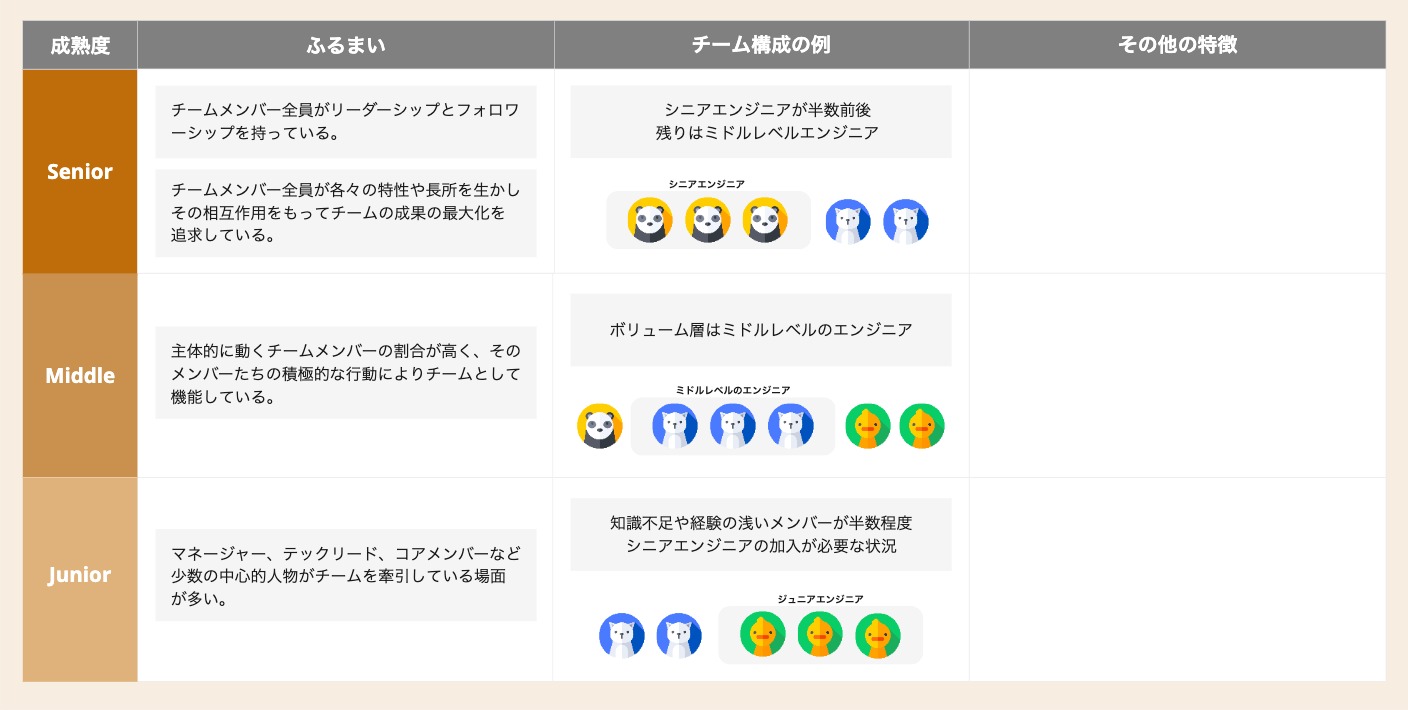 成熟度
ふるまい
チーム構成の例
その他の特徴
Senior
チームメンバー全員がリーダーシップとフォロワ
ーシップを持っている。
チームメンバー全員が各々の特性や長所を生かし
その相互作用をもってチームの成果の最大化を
追求している。
シニアエンジニアが半数前後
残りはミドルレベルエンジニア
シニアエンジニア
Middle
主体的に動くチームメンバーの割合が高く、その
メンバーたちの積極的な行動によりチームとして
機能している。
ボリューム層はミドルレベルのエンジニア
ミドルレベルのエンジニア
Junior
マネージャー、テックリード、コアメンバーなど
少数の中心的人物がチームを牽引している場面
が多い。
知識不足や経験の浅いメンバーが半数程度
シニアエンジニアの加入が必要な状況
ジュニアエンジニア